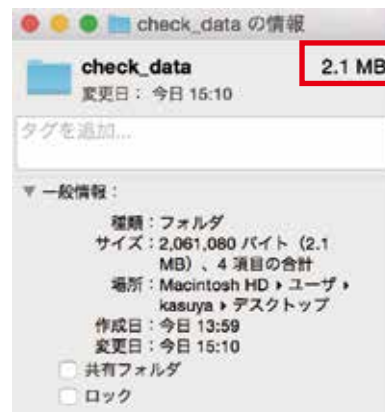 check_data の情報
check_data 2.1 MB
変更日： 今日 15:10
タグを追加...
▼ 一般情報：
種類：フォルダ
サイズ：2,061,080 バイト（2.1
MB）、4 項目の合計
場所：Macintosh HD ▸ ユーザ ▸
kasuya ▸ デスクトップ
作成日：今日 13:59
変更日：今日 15:10
共有フォルダ
ロック